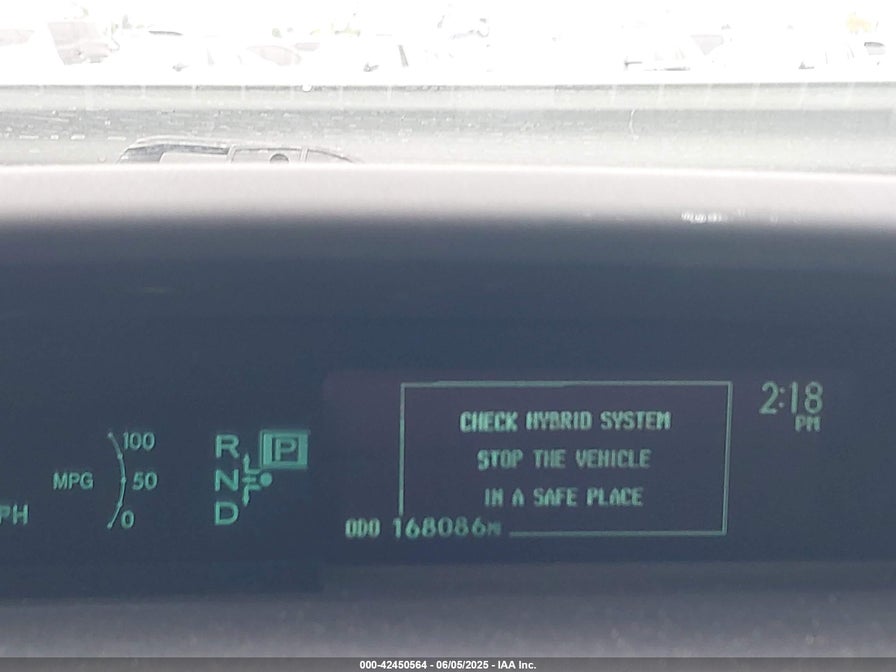 CHECK HYBRID SYSTEM
STOP THE VEHICLE
IN A SAFE PLACE
2:18
PM
ODO 168086M
100
MPG 50
0
PH
R P
N
D
000-42450564 - 06/05/2025 - IAA Inc.